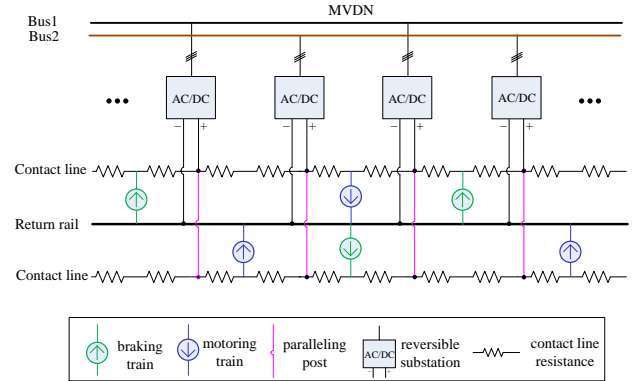 MVDN
Bus1
Bus2
AC/DC AC/DC AC/DC AC/DC
••• •••
− + − + − + − +
Contact line
Return rail
Contact line
braking train
motoring train
paralleling post
AC/DC
− +
reversible substation
contact line resistance